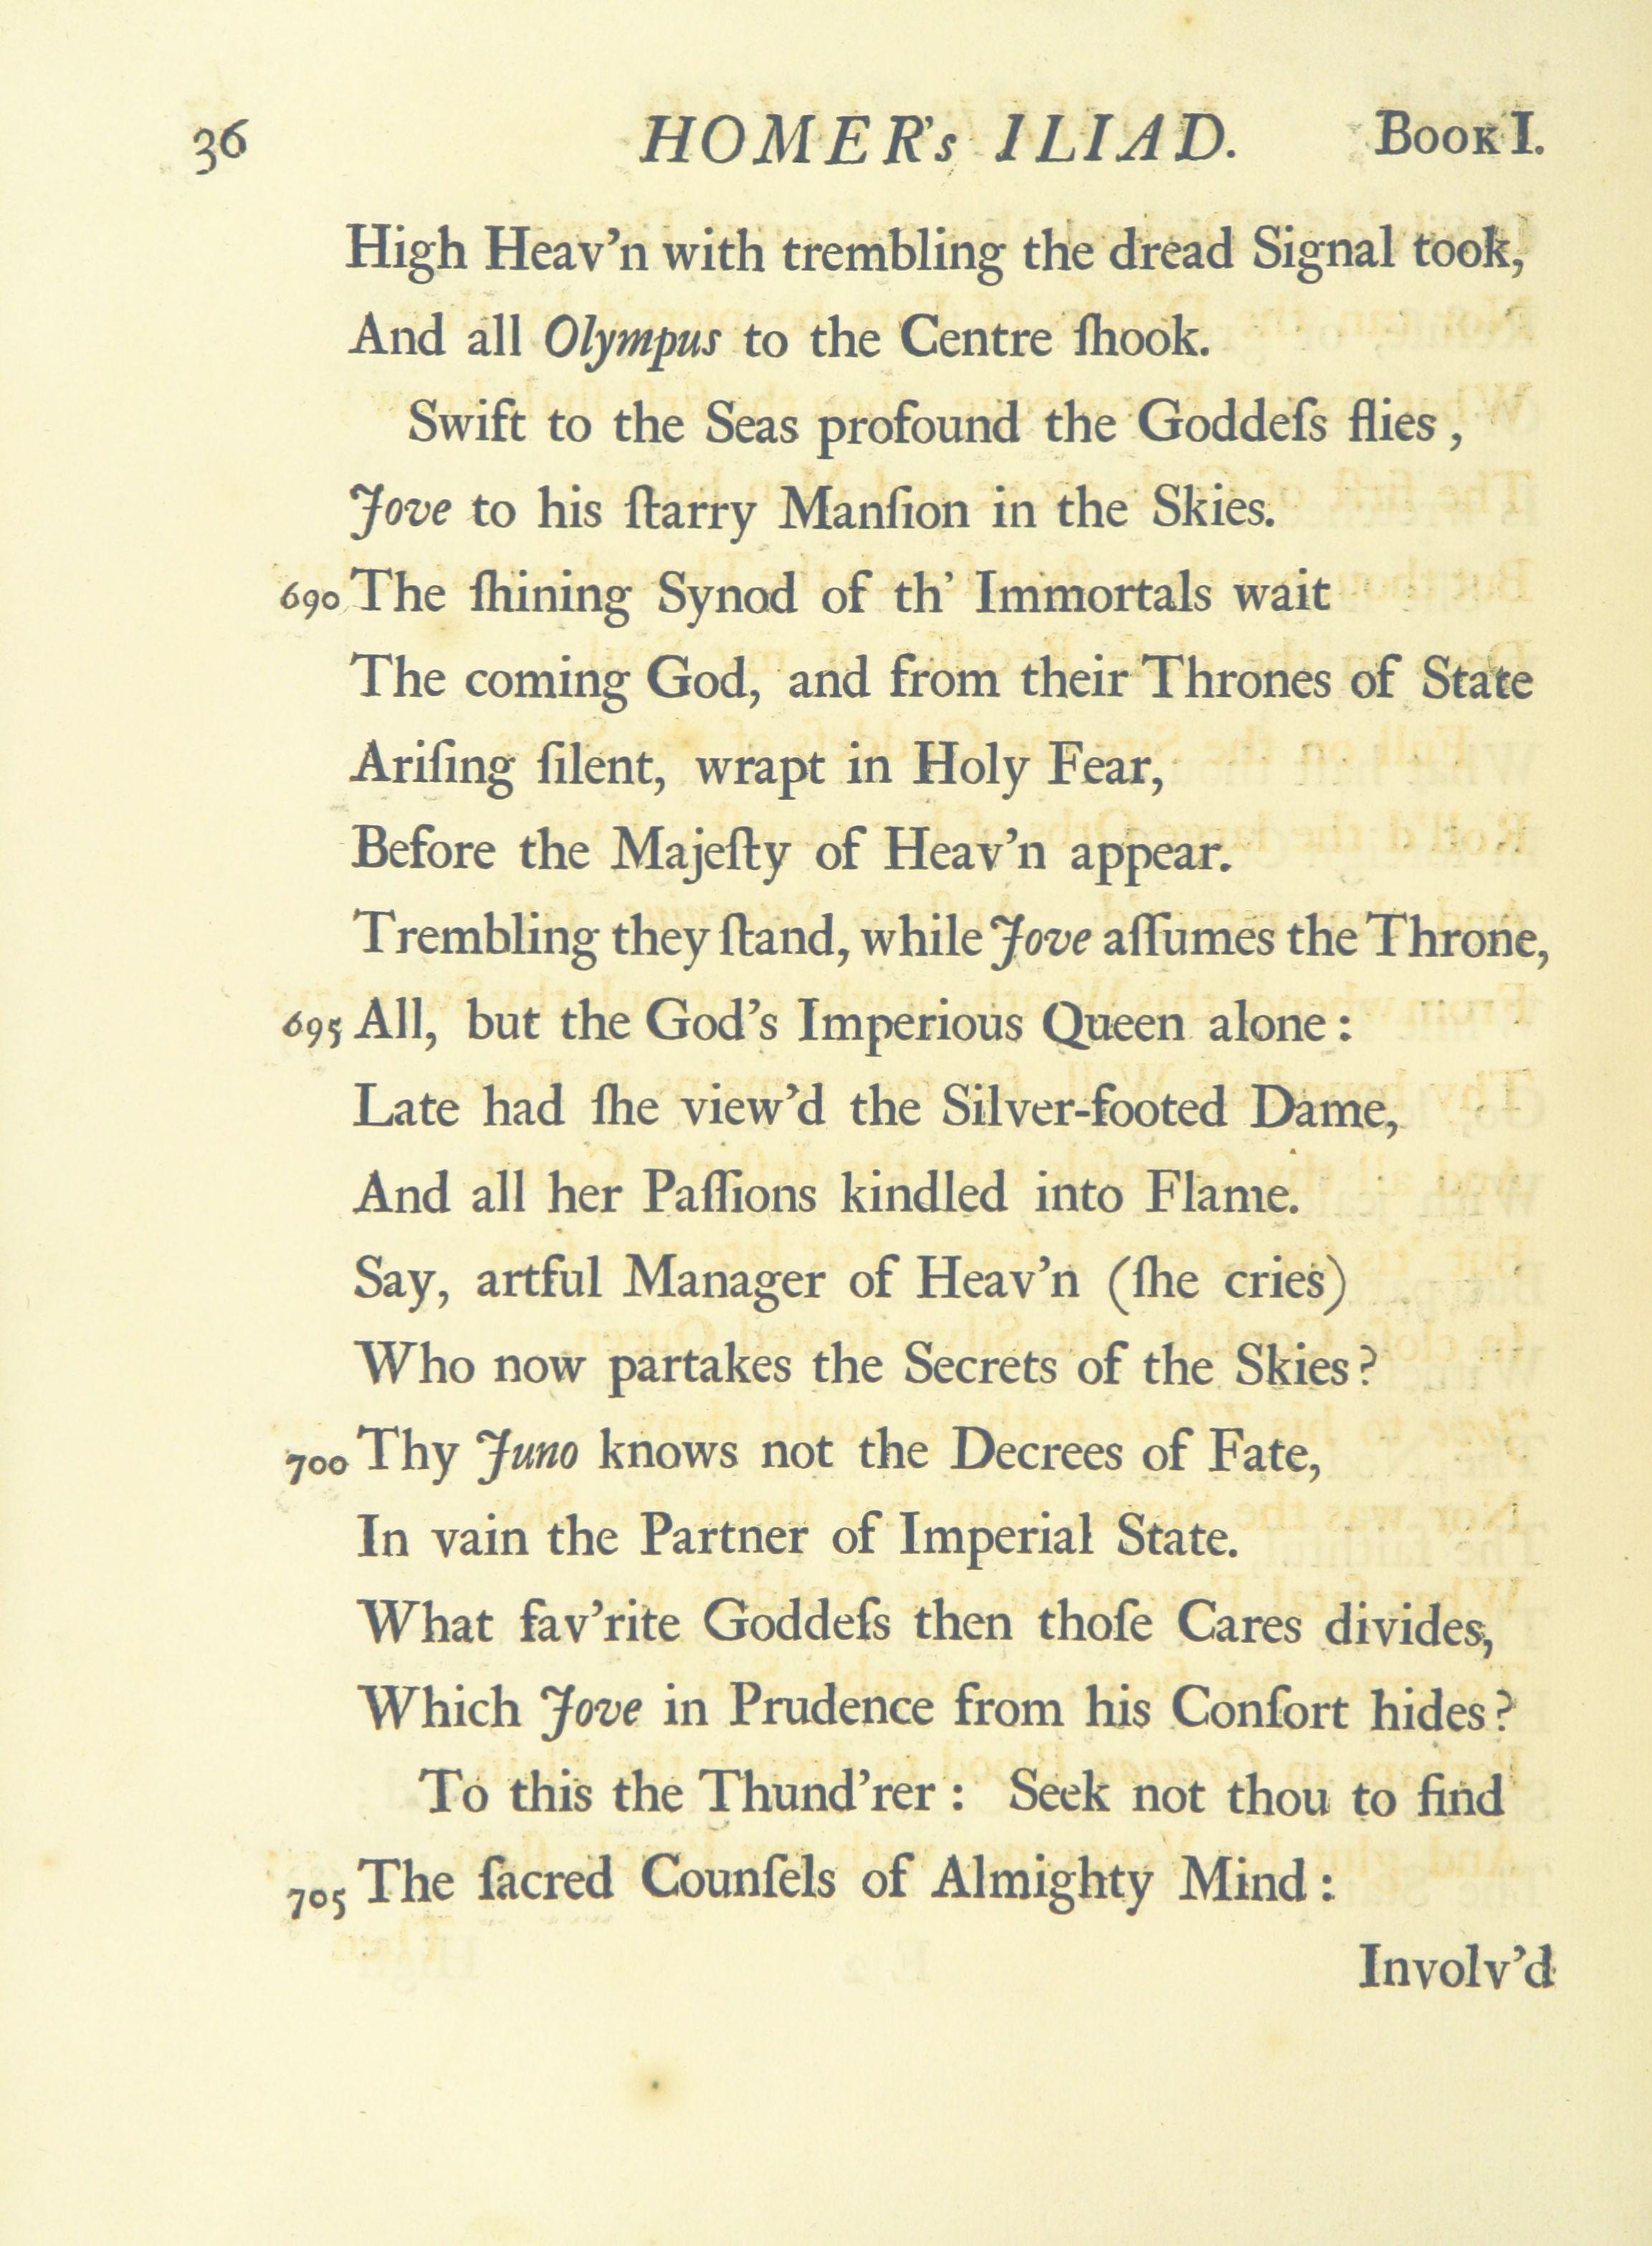 36 HOMER's ILIAD. BOOK I.
High Heav'n with trembling the dread Signal took,
And all Olympus to the Centre ſhook.
Swift to the Seas profound the Goddeſs flies,
Jove to his ſtarry Manſion in the Skies.
690 The ſhining Synod of th' Immortals wait
The coming God, and from their Thrones of State
Ariſing ſilent, wrapt in Holy Fear,
Before the Majeſty of Heav'n appear.
Trembling they ſtand, while Jove aſſumes the Throne,
695 All, but the God's Imperious Queen alone:
Late had ſhe view'd the Silver-footed Dame,
And all her Paſſions kindled into Flame.
Say, artful Manager of Heav'n (ſhe cries)
Who now partakes the Secrets of the Skies?
700 Thy Juno knows not the Decrees of Fate,
In vain the Partner of Imperial State.
What fav'rite Goddeſs then thoſe Cares divides,
Which Jove in Prudence from his Conſort hides?
To this the Thund'rer: Seek not thou to find
705 The ſacred Counſels of Almighty Mind:
Involv'd